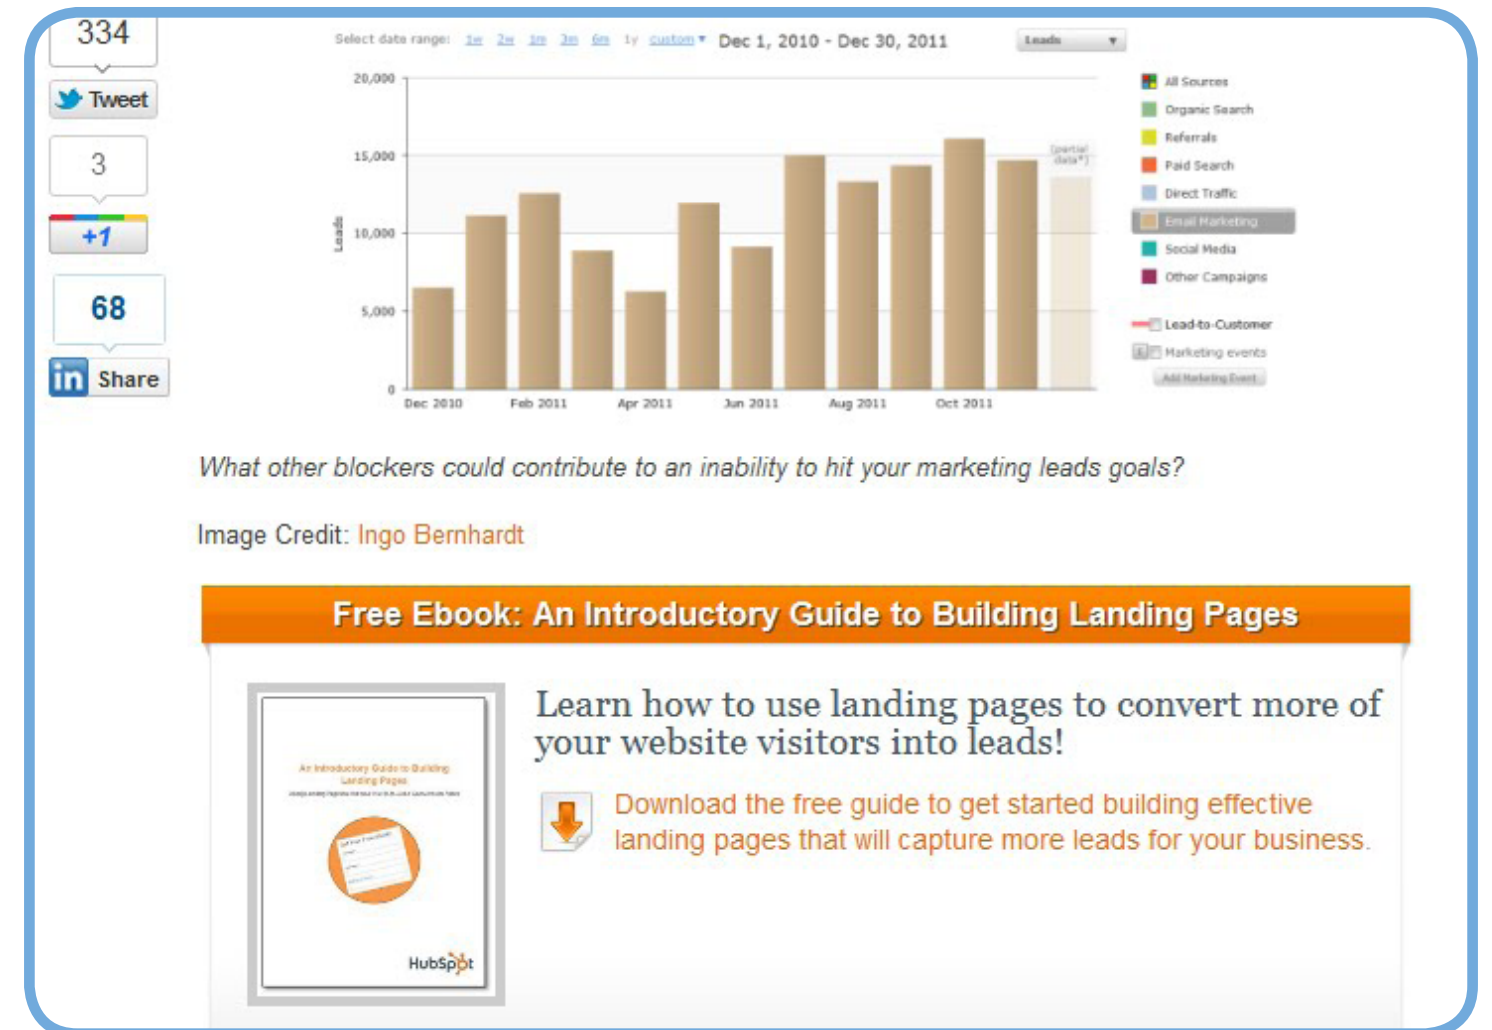 334
Tweet
3
+1
68
in Share
Select date range: 1w 2w 1m 3m 6m 1y custom Dec 1, 2010 - Dec 30, 2011 Leads
20,000
15,000
10,000
5,000
0
Leads
[partial
data*]
Dec 2010 Feb 2011 Apr 2011 Jun 2011 Aug 2011 Oct 2011
All Sources
Organic Search
Referrals
Paid Search
Direct Traffic
Email Marketing
Social Media
Other Campaigns
Lead-to-Customer
Marketing events
Add Marketing Event
What other blockers could contribute to an inability to hit your marketing leads goals?
Image Credit: Ingo Bernhardt
Free Ebook: An Introductory Guide to Building Landing Pages
An Introductory Guide to Building
Landing Pages
HubSpot
Learn how to use landing pages to convert more of
your website visitors into leads!
Download the free guide to get started building effective
landing pages that will capture more leads for your business.